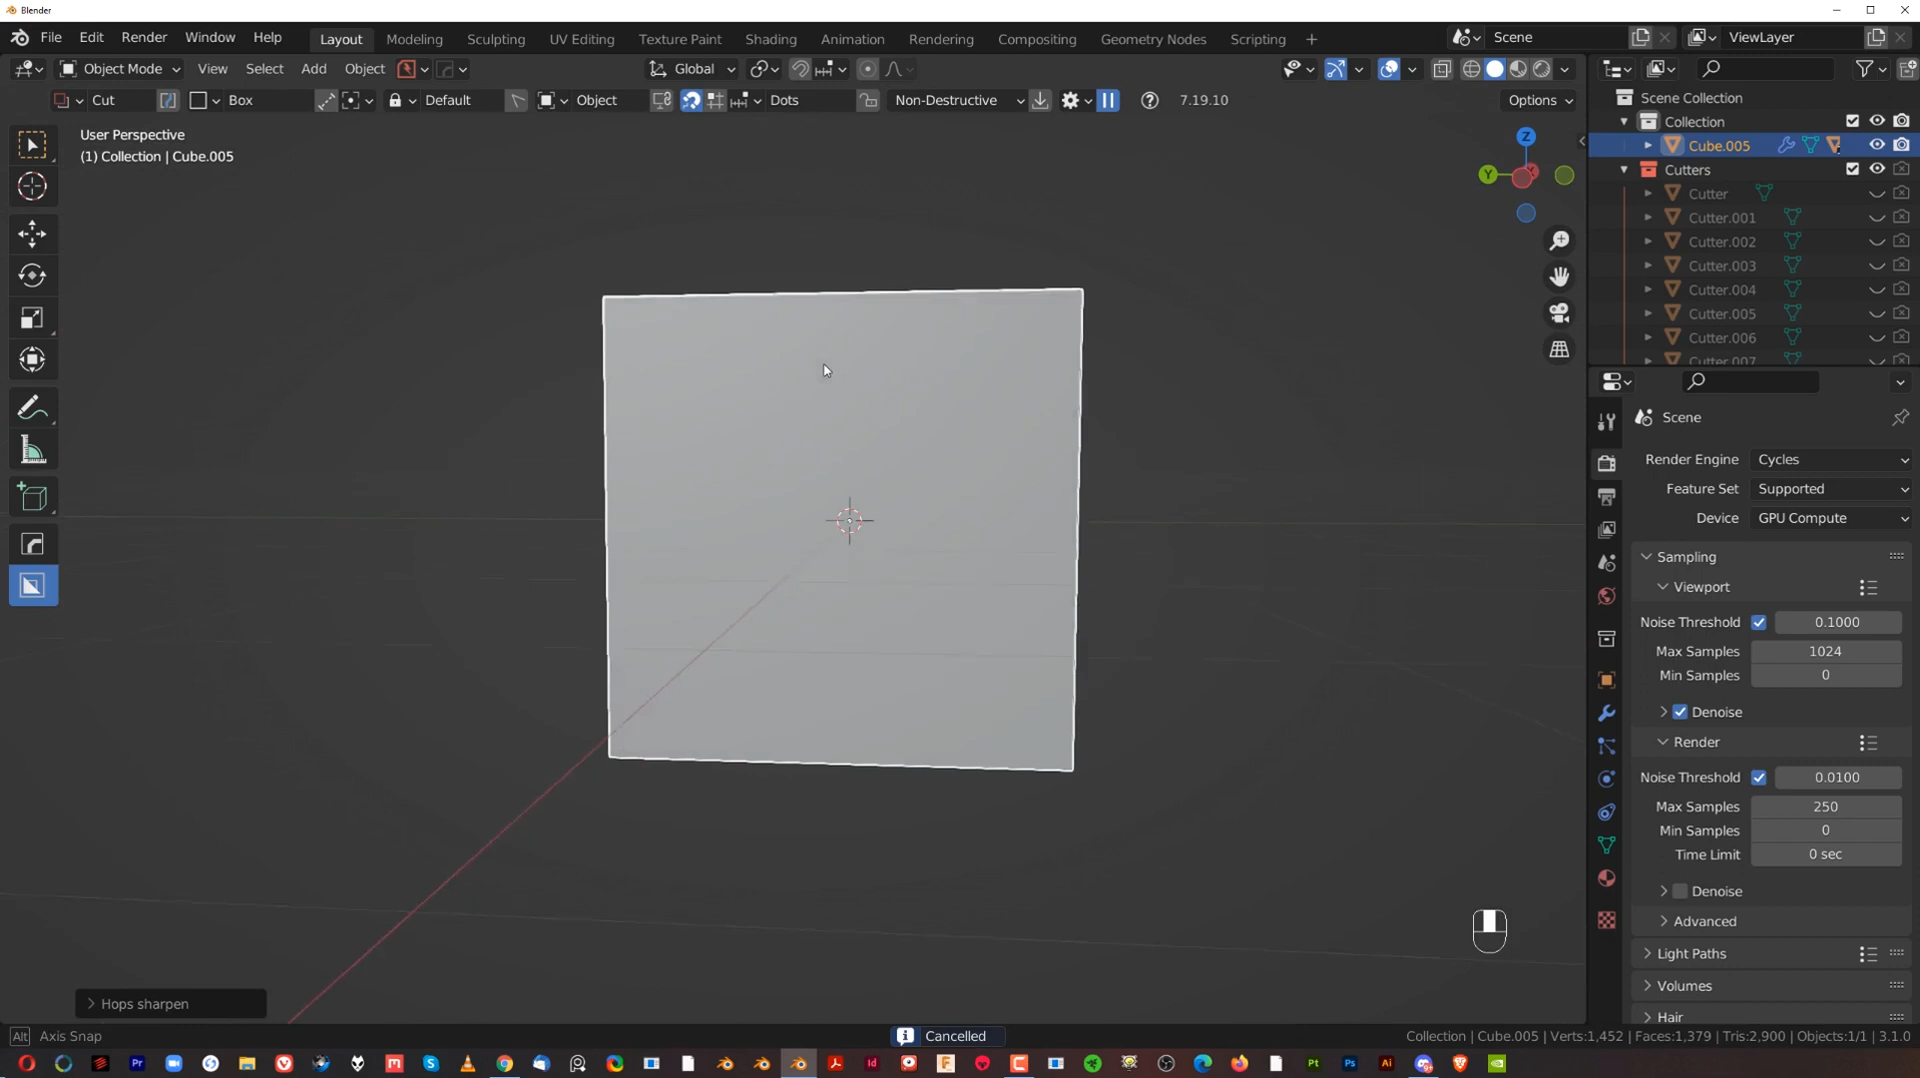 Blender
File Edit Render Window Help Layout Modeling Sculpting UV Editing Texture Paint Shading Animation Rendering Compositing Geometry Nodes Scripting + Scene ViewLayer
Object Mode View Select Add Object Global
Cut Box Default Object Dots Non-Destructive 7.19.10 Options
User Perspective
(1) Collection | Cube.005
Z
Y
Scene Collection
Collection
Cube.005
Cutters
Cutter
Cutter.001
Cutter.002
Cutter.003
Cutter.004
Cutter.005
Cutter.006
Cutter.007
Scene
Render Engine Cycles
Feature Set Supported
Device GPU Compute
Sampling
Viewport
Noise Threshold 0.1000
Max Samples 1024
Min Samples 0
Denoise
Render
Noise Threshold 0.0100
Max Samples 250
Min Samples 0
Time Limit 0 sec
Denoise
Advanced
Light Paths
Volumes
Hair
Hops sharpen
Alt Axis Snap Cancelled Collection | Cube.005 | Verts:1,452 | Faces:1,379 | Tris:2,900 | Objects:1/1 | 3.1.0
Pr M S Id F Pt Ps Ai